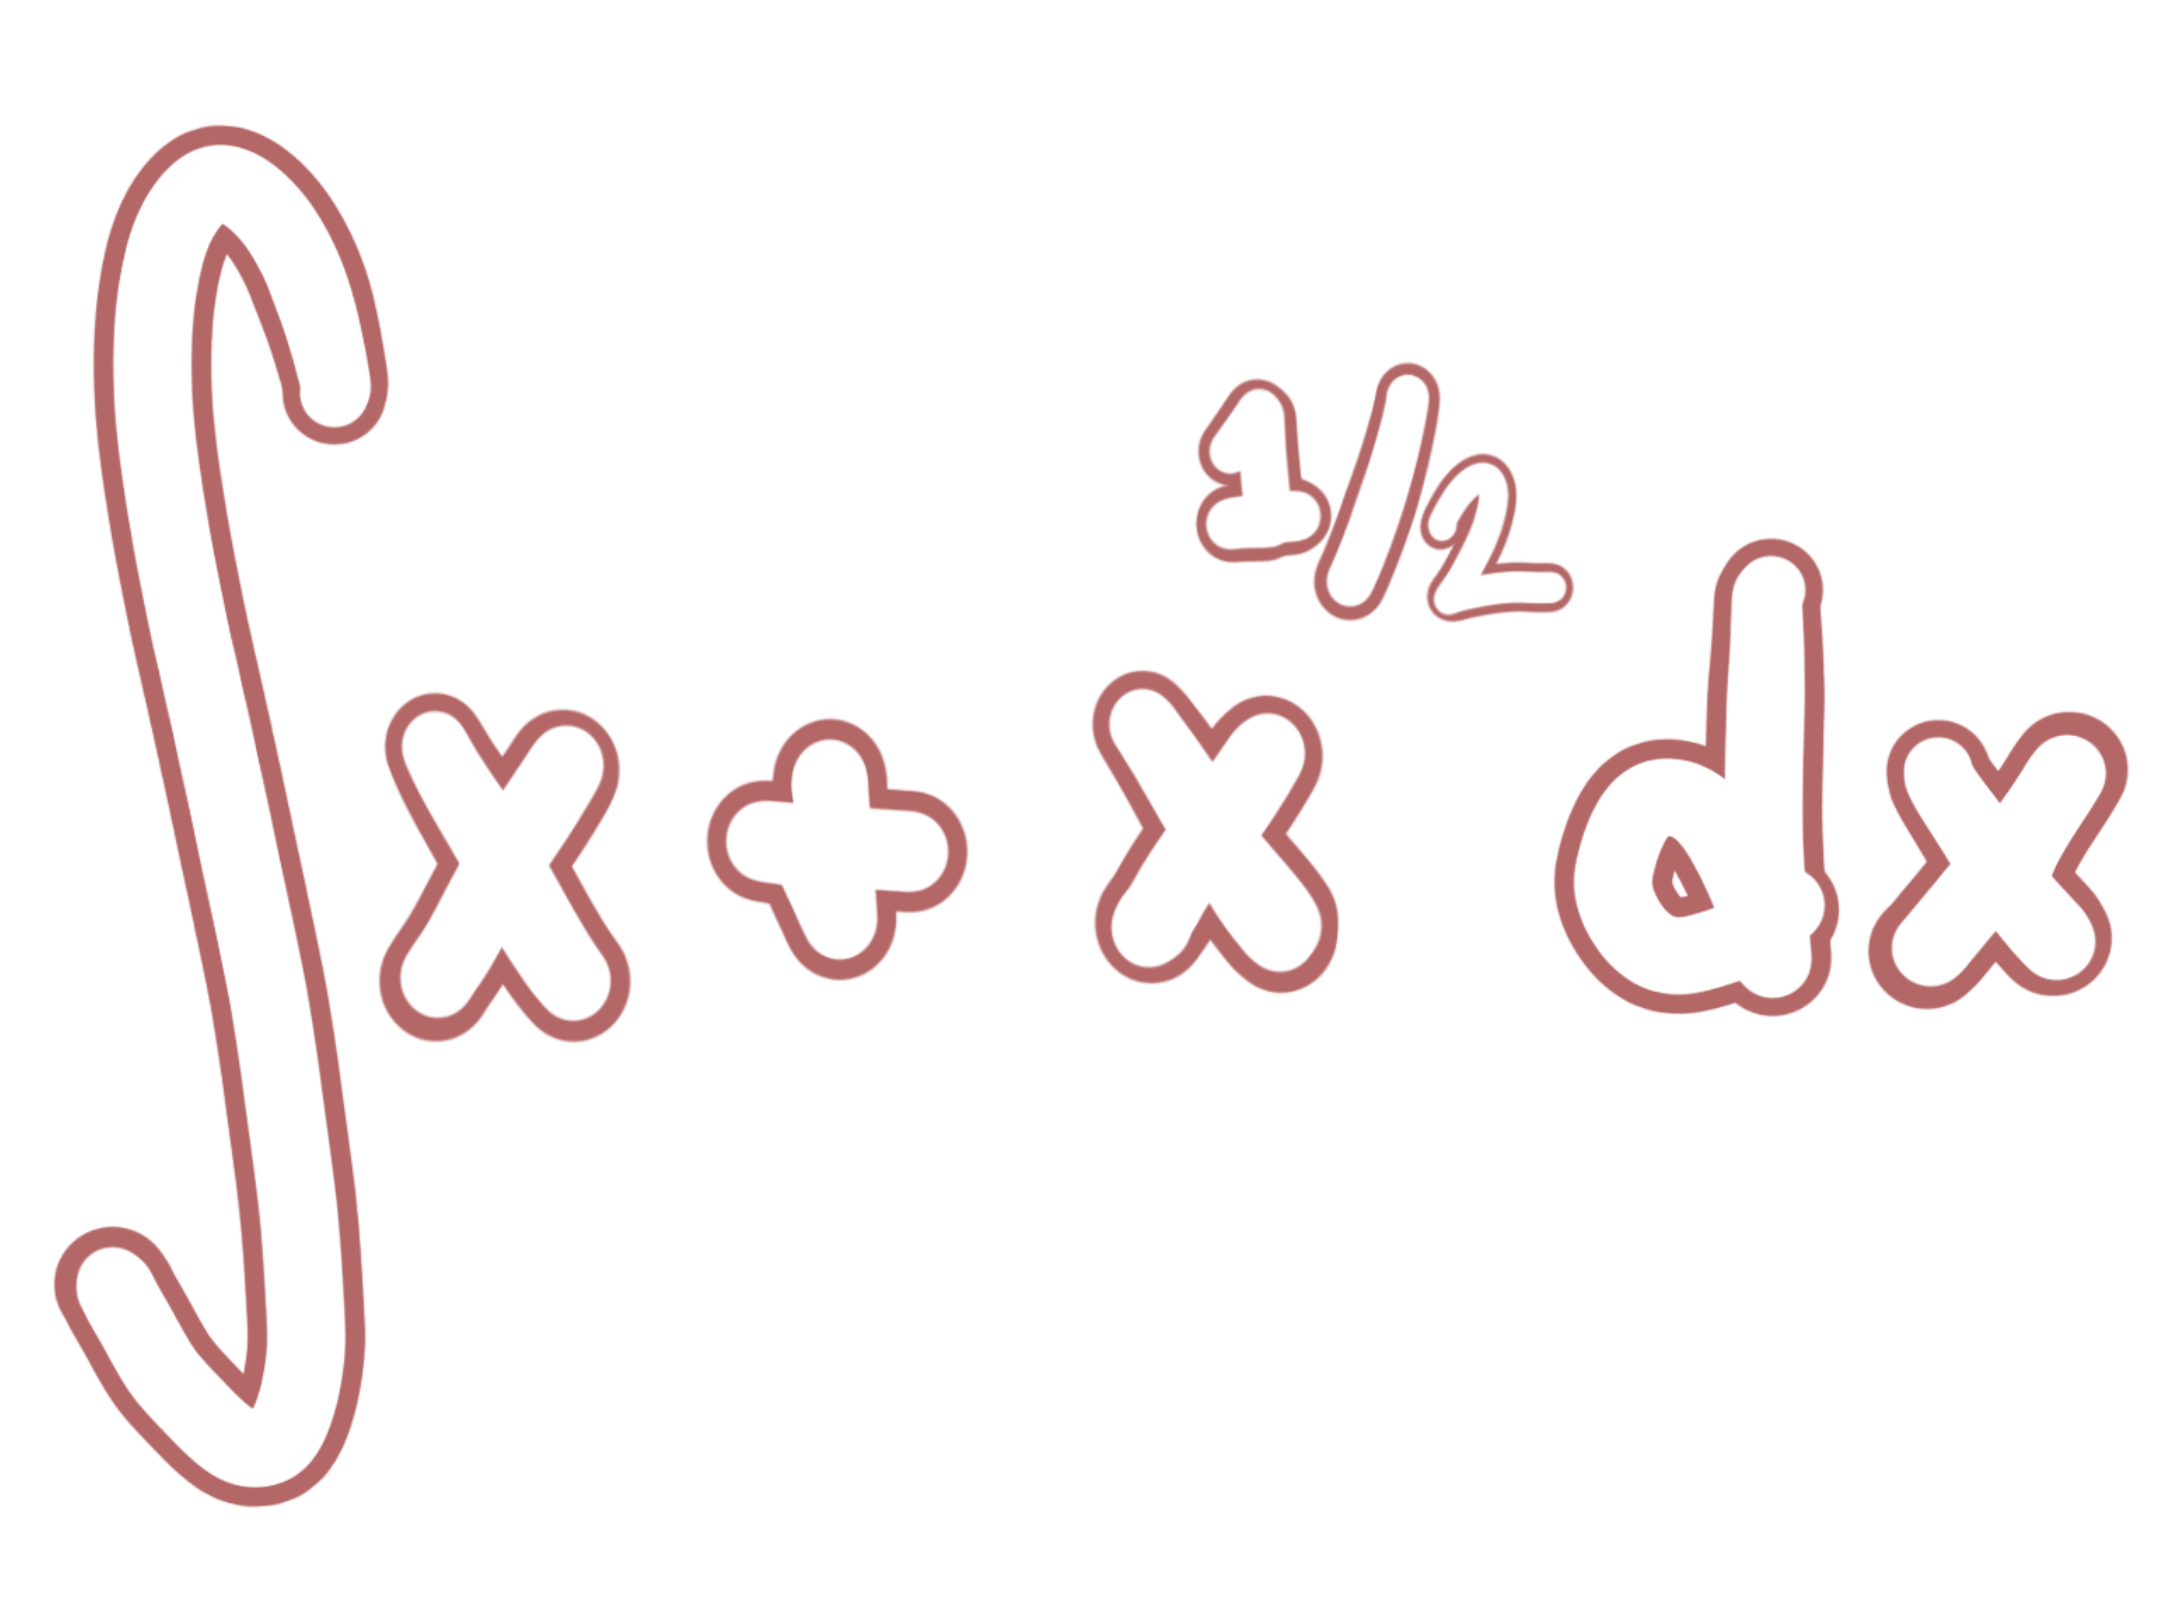 ∫x + x^1/2 dx